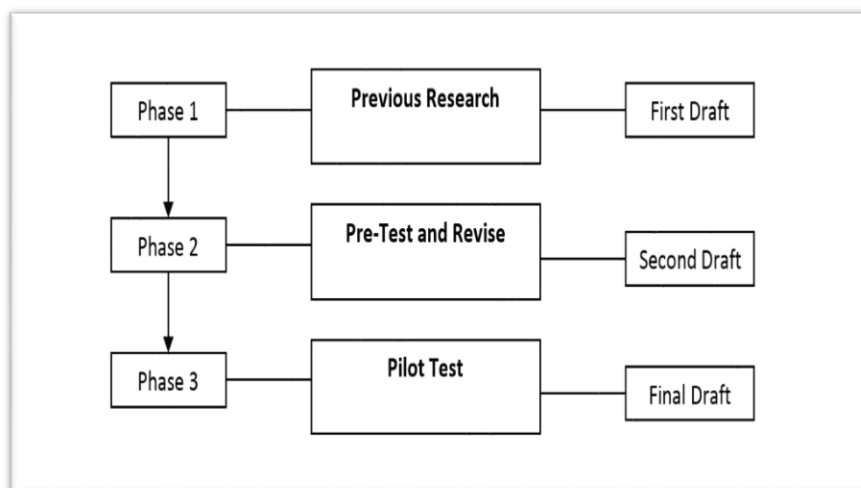 Phase 1
Previous Research
First Draft
Phase 2
Pre-Test and Revise
Second Draft
Phase 3
Pilot Test
Final Draft